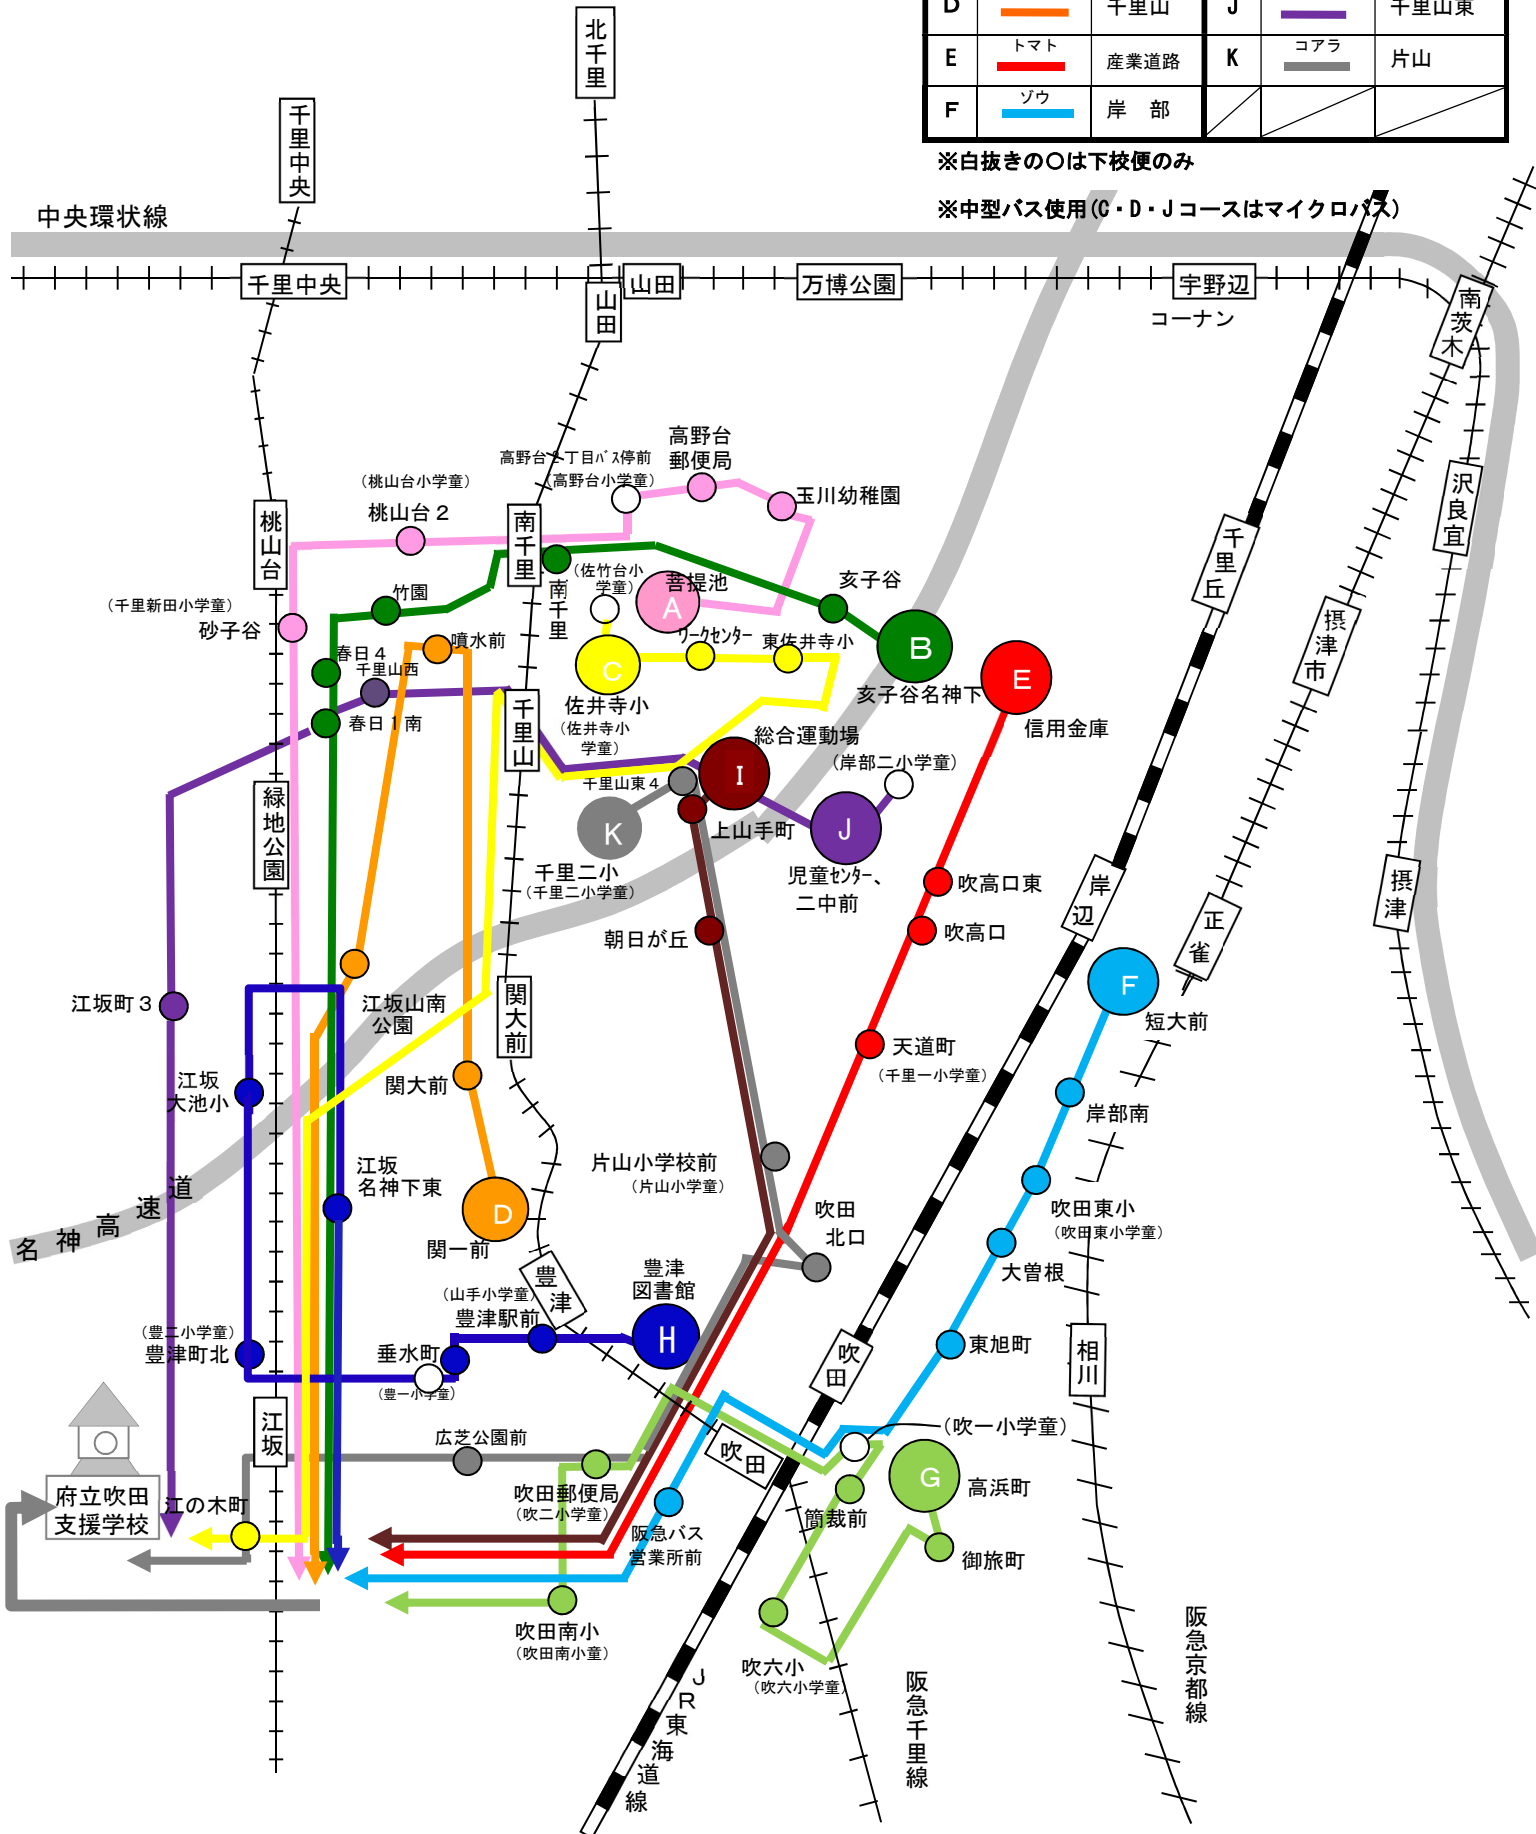 D
千里山
J
千里山東
E
トマト
産業道路
K
コアラ
片山
F
ゾウ
岸 部
※白抜きの○は下校便のみ
※中型バス使用(C・D・Jコースはマイクロバス)
北千里
千里中央
中央環状線
千里中央
山田
山田
万博公園
宇野辺
コーナン
南茨木
沢良宜
高野台
郵便局
高野台2丁目バス停前
(高野台小学童)
玉川幼稚園
(桃山台小学童)
桃山台2
桃山台
南千里
南千里
(佐竹台小
学童)
菩提池
A
亥子谷
千里丘
摂津市
竹園
(千里新田小学童)
砂子谷
噴水前
春日4
千里山西
春日1南
ワークセンター
東佐井寺小
B
亥子谷名神下
C
佐井寺小
(佐井寺小
学童)
E
信用金庫
千里山
総合運動場
I
(岸部二小学童)
千里山東4
上山手町
J
児童センター、
二中前
K
千里二小
(千里二小学童)
緑地公園
吹高口東
吹高口
朝日が丘
岸辺
正雀
摂津
江坂町3
江坂山南
公園
関大前
F
短大前
江坂
大池小
関大前
天道町
(千里一小学童)
岸部南
江坂
名神下東
片山小学校前
(片山小学童)
吹田東小
(吹田東小学童)
名神高速道
D
関一前
吹田
北口
大曽根
豊津
豊津
図書館
(山手小学童)
豊津駅前
H
(豊二小学童)
豊津町北
垂水町
(豊一小学童)
東旭町
吹田
相川
江坂
広芝公園前
吹田
(吹一小学童)
G
高浜町
府立吹田
支援学校
江の木町
吹田郵便局
(吹二小学童)
阪急バス
営業所前
簡裁前
御旅町
吹田南小
(吹田南小童)
吹六小
(吹六小学童)
JR東海道線
阪急千里線
阪急京都線